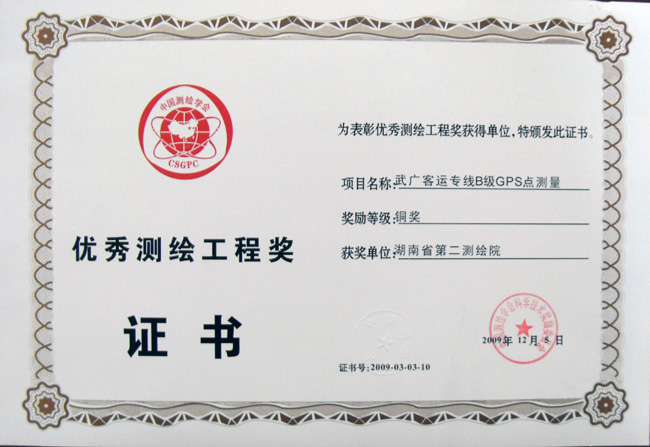 中国测绘学会
CSGPC
优秀测绘工程奖
证书
为表彰优秀测绘工程奖获得单位，特颁发此证书。
项目名称：武广客运专线B级GPS点测量
奖励等级：铜奖
获奖单位：湖南省第二测绘院
2009年 12月 5 日
证书号：2009-03-03-10